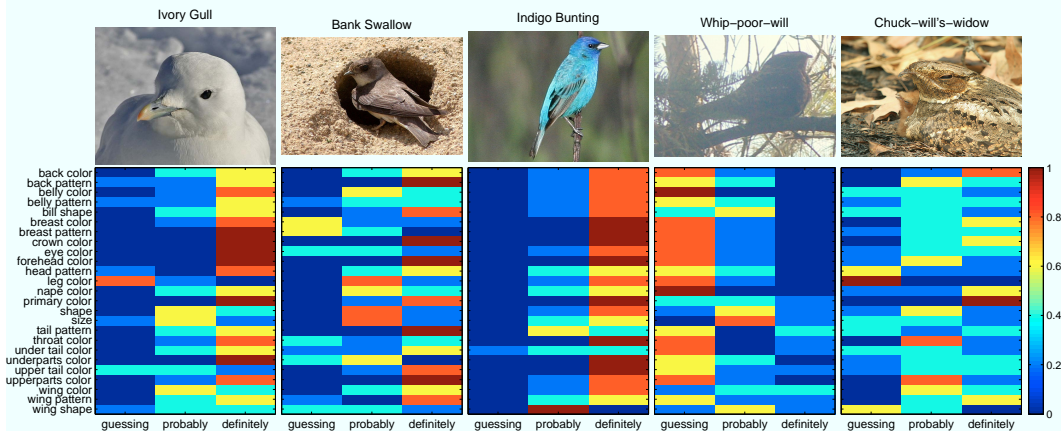 Ivory Gull
Bank Swallow
Indigo Bunting
Whip-poor-will
Chuck-will's-widow
back color
back pattern
belly color
belly pattern
bill shape
breast color
breast pattern
crown color
eye color
forehead color
head pattern
leg color
nape color
primary color
shape
size
tail pattern
throat color
under tail color
underparts color
upper tail color
upperparts color
wing color
wing pattern
wing shape
guessing probably definitely
guessing probably definitely
guessing probably definitely
guessing probably definitely
guessing probably definitely
1
0.8
0.6
0.4
0.2
0